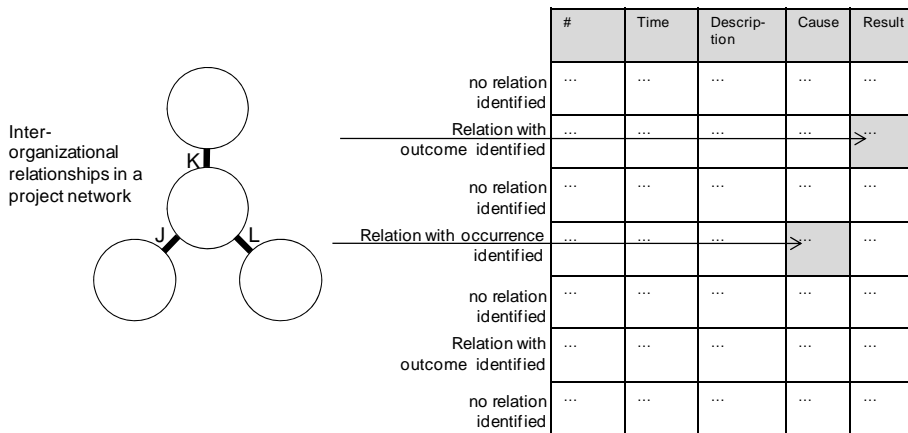 # Time Descrip- Cause Result
tion
no relation … … … … …
identified
Inter-
organizational
relationships in a
project network
K
J L
Relation with … … … … …
outcome identified
no relation … … … … …
identified
Relation with occurrence … … … … …
identified
no relation … … … … …
identified
Relation with … … … … …
outcome identified
no relation … … … … …
identified